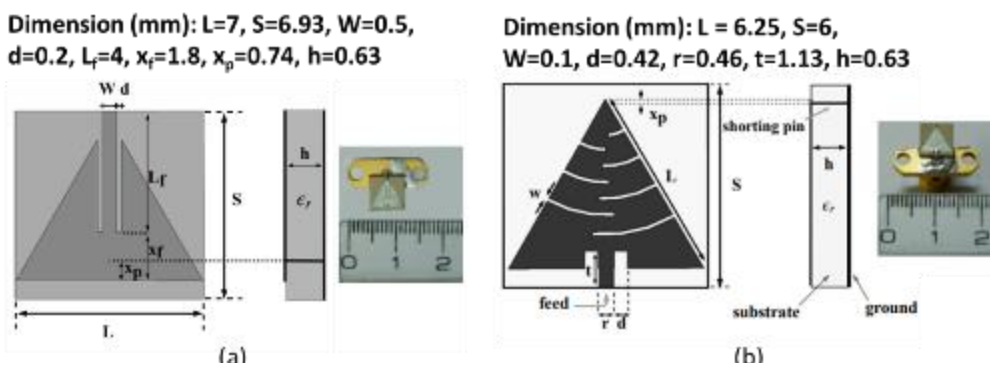 Dimension (mm): L=7, S=6.93, W=0.5,
d=0.2, Lf=4, xf=1.8, xp=0.74, h=0.63
W d
Lf
xf
xp
S
L
h
εr
0 1 2
(a)
Dimension (mm): L = 6.25, S=6,
W=0.1, d=0.42, r=0.46, t=1.13, h=0.63
xp
shorting pin
L
w
S
h
εr
t
feed
r d
substrate
ground
0 1 2
(b)